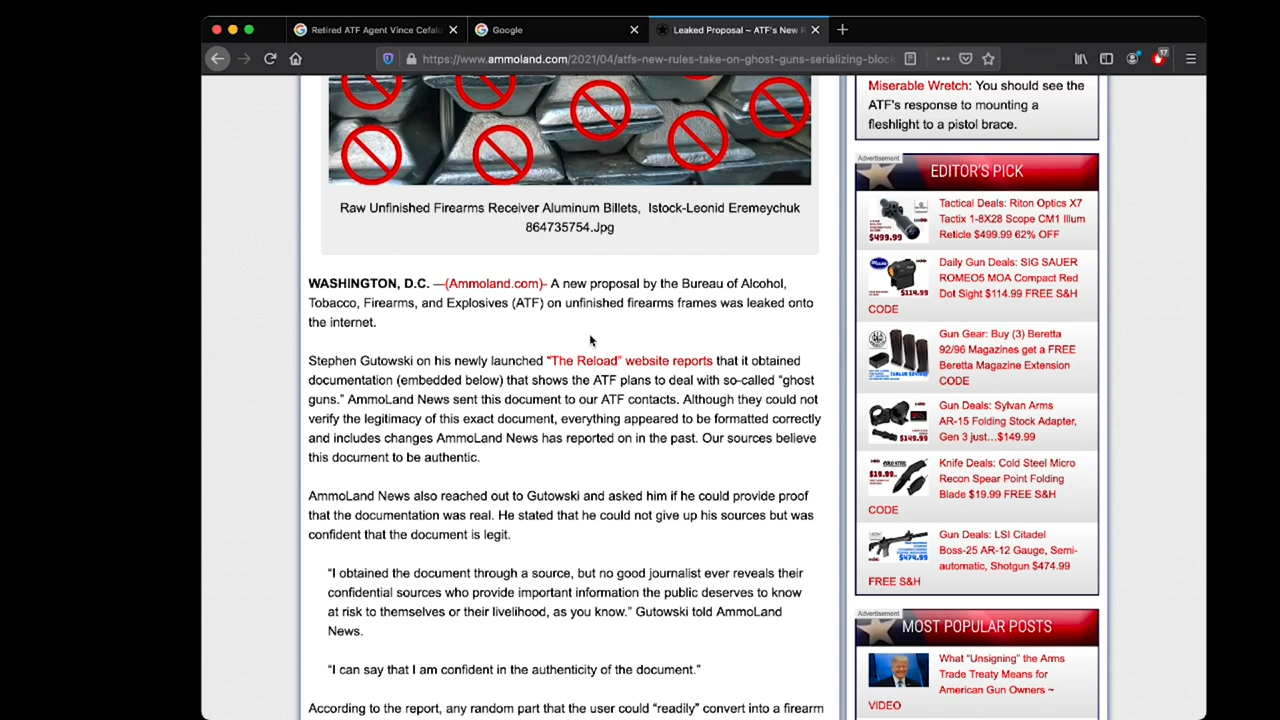 Retired ATF Agent Vince Cefalu
Google
Leaked Proposal ~ ATF's New R
https://www.ammoland.com/2021/04/atfs-new-rules-take-on-ghost-guns-serializing-block
17
Raw Unfinished Firearms Receiver Aluminum Billets, Istock-Leonid Eremeychuk
864735754.Jpg
WASHINGTON, D.C. —(Ammoland.com)- A new proposal by the Bureau of Alcohol,
Tobacco, Firearms, and Explosives (ATF) on unfinished firearms frames was leaked onto
the internet.
Stephen Gutowski on his newly launched “The Reload” website reports that it obtained
documentation (embedded below) that shows the ATF plans to deal with so-called “ghost
guns.” AmmoLand News sent this document to our ATF contacts. Although they could not
verify the legitimacy of this exact document, everything appeared to be formatted correctly
and includes changes AmmoLand News has reported on in the past. Our sources believe
this document to be authentic.
AmmoLand News also reached out to Gutowski and asked him if he could provide proof
that the documentation was real. He stated that he could not give up his sources but was
confident that the document is legit.
“I obtained the document through a source, but no good journalist ever reveals their
confidential sources who provide important information the public deserves to know
at risk to themselves or their livelihood, as you know.” Gutowski told AmmoLand
News.
“I can say that I am confident in the authenticity of the document.”
According to the report, any random part that the user could “readily” convert into a firearm
Miserable Wretch: You should see the
ATF's response to mounting a
fleshlight to a pistol brace.
Advertisement
EDITOR'S PICK
$499.99
Tactical Deals: Riton Optics X7
Tactix 1-8X28 Scope CM1 Illum
Reticle $499.99 62% OFF
$114.99
Daily Gun Deals: SIG SAUER
ROMEO5 MOA Compact Red
Dot Sight $114.99 FREE S&H
CODE
Gun Gear: Buy (3) Beretta
92/96 Magazines get a FREE
Beretta Magazine Extension
CODE
$149.99
Gun Deals: Sylvan Arms
AR-15 Folding Stock Adapter,
Gen 3 just…$149.99
$19.99
COLD STEEL
Knife Deals: Cold Steel Micro
Recon Spear Point Folding
Blade $19.99 FREE S&H
CODE
$474.99
Gun Deals: LSI Citadel
Boss-25 AR-12 Gauge, Semi-
automatic, Shotgun $474.99
FREE S&H
Advertisement
MOST POPULAR POSTS
What “Unsigning” the Arms
Trade Treaty Means for
American Gun Owners ~
VIDEO